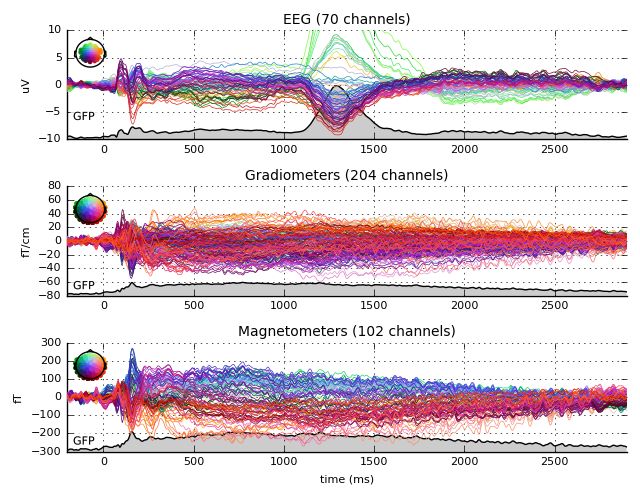 EEG (70 channels)
10
5
0
−5
−10
uV
GFP
0 500 1000 1500 2000 2500
Gradiometers (204 channels)
80
60
40
20
0
−20
−40
−60
−80
fT/cm
GFP
0 500 1000 1500 2000 2500
Magnetometers (102 channels)
300
200
100
0
−100
−200
−300
fT
GFP
0 500 1000 1500 2000 2500
time (ms)